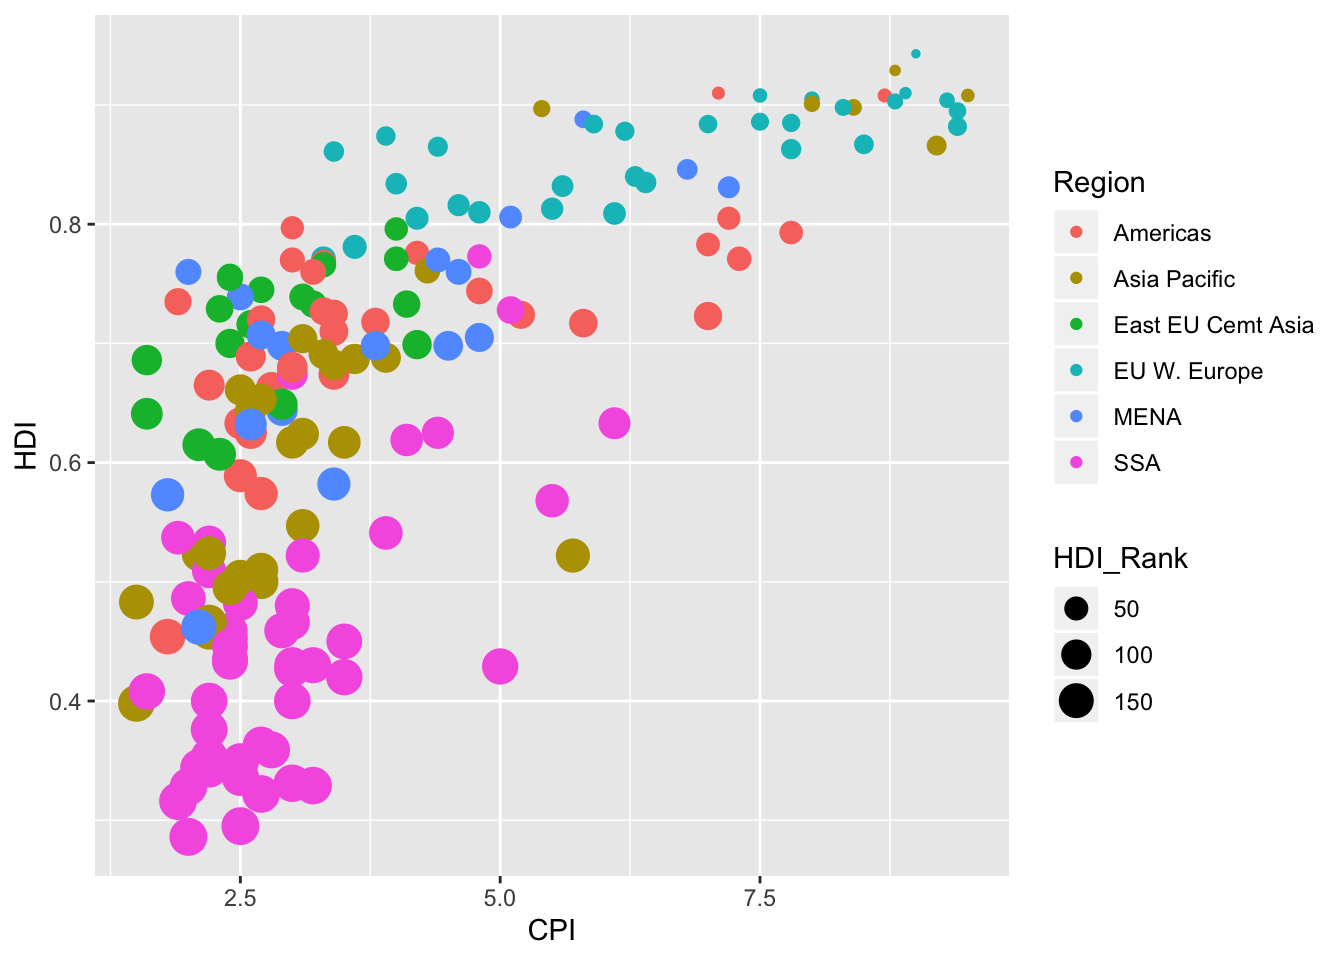 HDI
0.8
0.6
0.4
2.5
5.0
7.5
CPI
Region
Americas
Asia Pacific
East EU Cemt Asia
EU W. Europe
MENA
SSA
HDI_Rank
50
100
150